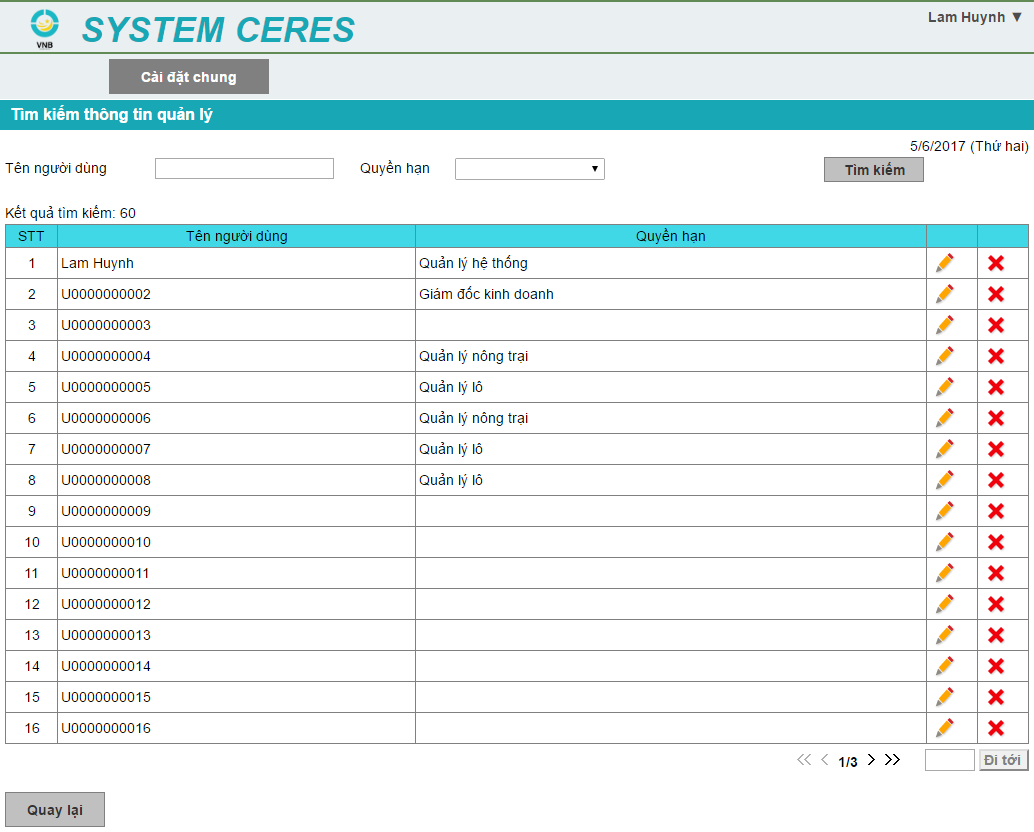 Lam Huynh ▼
VNB
SYSTEM CERES
Cài đặt chung
Tìm kiếm thông tin quản lý
5/6/2017 (Thứ hai)
Tên người dùng Quyền hạn Tìm kiếm
Kết quả tìm kiếm: 60
STT Tên người dùng Quyền hạn
1 Lam Huynh Quản lý hệ thống
2 U0000000002 Giám đốc kinh doanh
3 U0000000003
4 U0000000004 Quản lý nông trại
5 U0000000005 Quản lý lô
6 U0000000006 Quản lý nông trại
7 U0000000007 Quản lý lô
8 U0000000008 Quản lý lô
9 U0000000009
10 U0000000010
11 U0000000011
12 U0000000012
13 U0000000013
14 U0000000014
15 U0000000015
16 U0000000016
<< < 1/3 > >> Đi tới
Quay lại